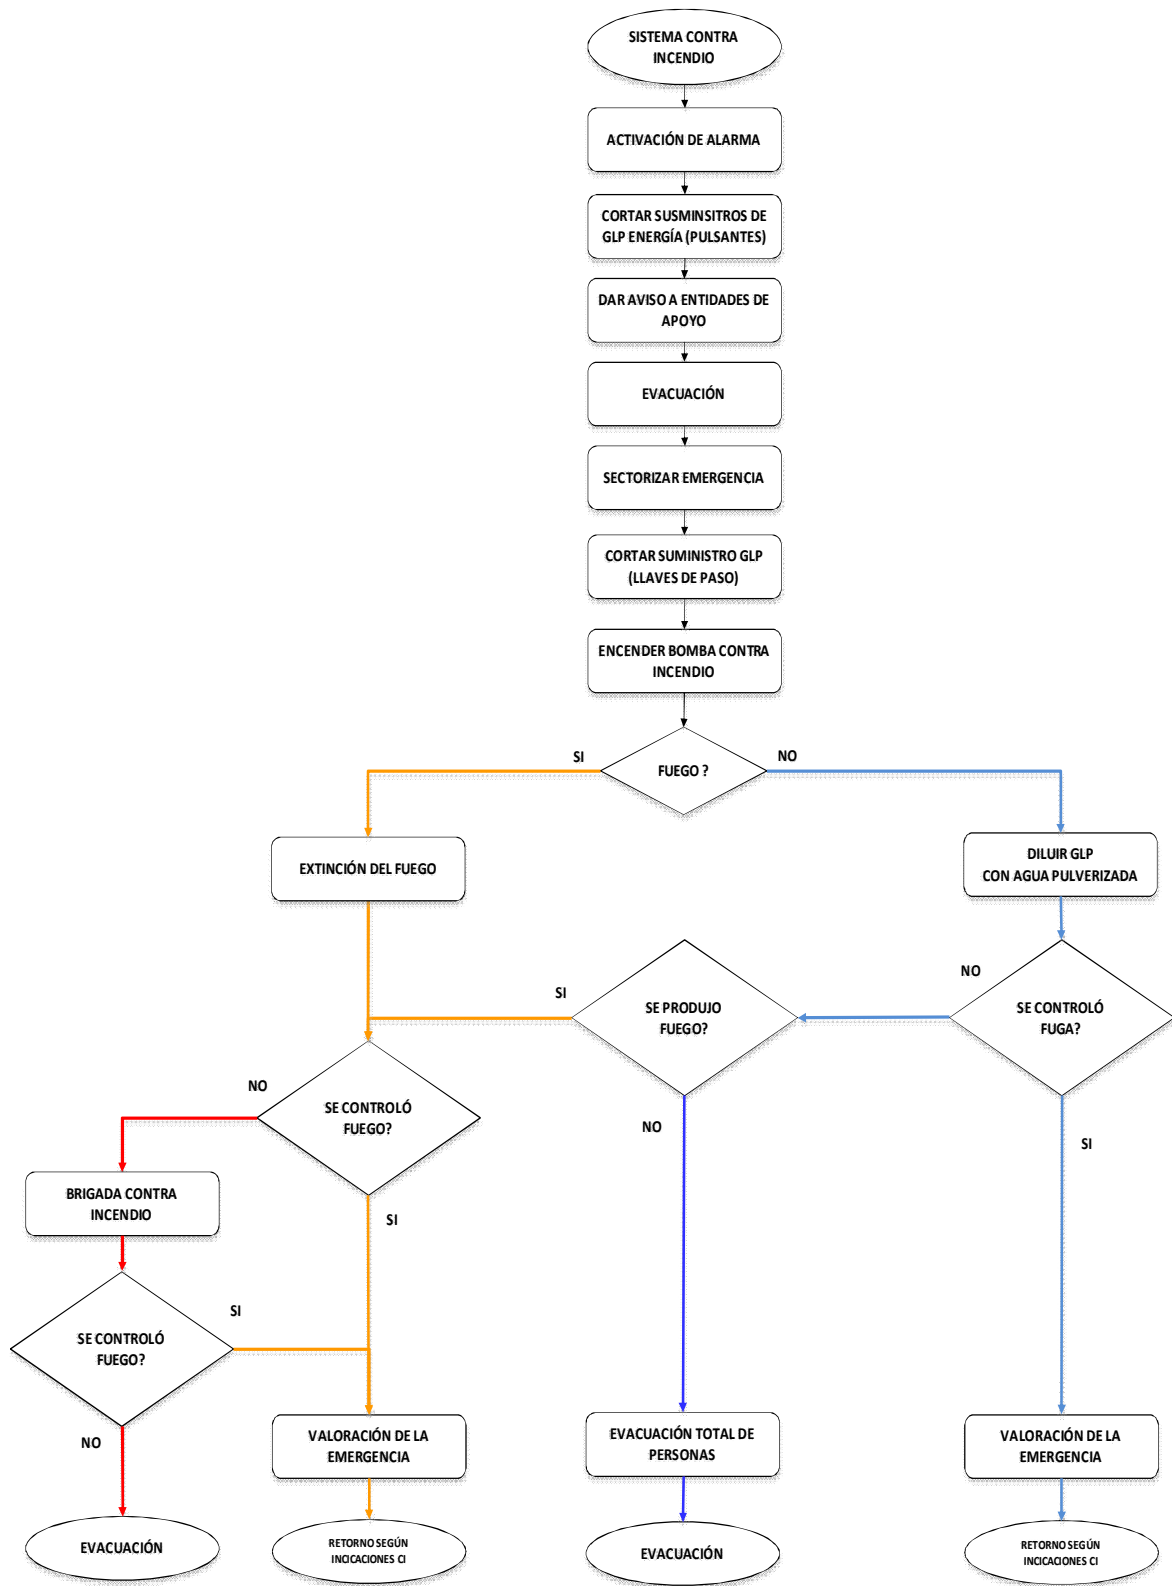 SISTEMA CONTRA
INCENDIO
ACTIVACIÓN DE ALARMA
CORTAR SUSMINSITROS DE
GLP ENERGÍA (PULSANTES)
DAR AVISO A ENTIDADES DE
APOYO
EVACUACIÓN
SECTORIZAR EMERGENCIA
CORTAR SUMINISTRO GLP
(LLAVES DE PASO)
ENCENDER BOMBA CONTRA
INCENDIO
SI
FUEGO ?
NO
EXTINCIÓN DEL FUEGO
DILUIR GLP
CON AGUA PULVERIZADA
SI
SE PRODUJO
FUEGO?
NO
SE CONTROLÓ
FUGA?
NO
SE CONTROLÓ
FUEGO?
NO
SI
SI
BRIGADA CONTRA
INCENDIO
SE CONTROLÓ
FUEGO?
SI
NO
VALORACIÓN DE LA
EMERGENCIA
EVACUACIÓN TOTAL DE
PERSONAS
VALORACIÓN DE LA
EMERGENCIA
EVACUACIÓN
RETORNO SEGÚN
INCICACIONES CI
EVACUACIÓN
RETORNO SEGÚN
INCICACIONES CI